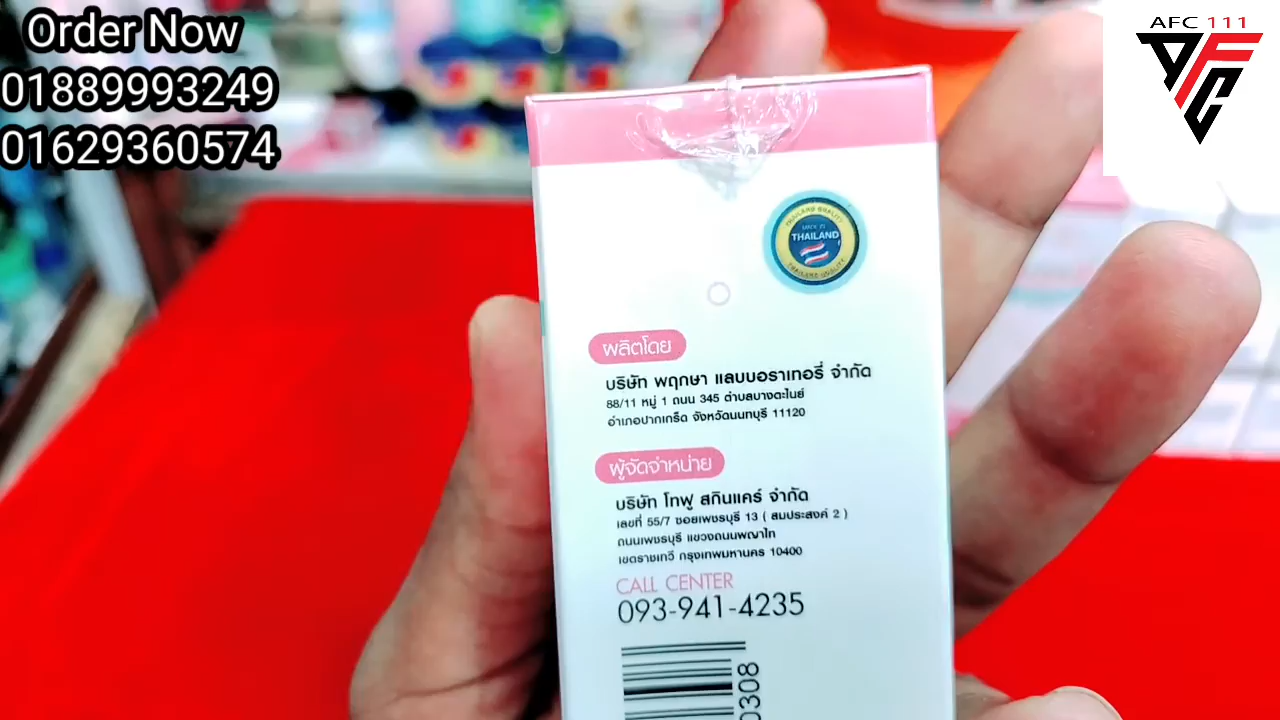 Order Now
01889993249
01629360574
AFC 111
THAILAND QUALITY
MADE IN
THAILAND
THAILAND QUALITY
ผลิตโดย
บริษัท พฤกษา แลบบอราเทอรี่ จำกัด
88/11 หมู่ 1 ถนน 345 ตำบลบางตะไนย์
อำเภอปากเกร็ด จังหวัดนนทบุรี 11120
ผู้จัดจำหน่าย
บริษัท โทฟุ สกินแคร์ จำกัด
เลขที่ 55/7 ซอยเพชรบุรี 13 ( สมประสงค์ 2 )
ถนนเพชรบุรี แขวงถนนพญาไท
เขตราชเทวี กรุงเทพมหานคร 10400
CALL CENTER
093-941-4235
0308